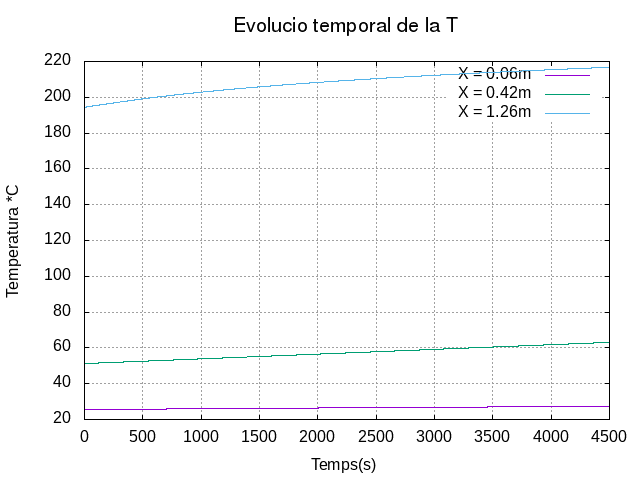 Evolucio temporal de la T
220
200
180
160
140
120
100
80
60
40
20
Temperatura *C
X = 0.06m
X = 0.42m
X = 1.26m
0 500 1000 1500 2000 2500 3000 3500 4000 4500
Temps(s)